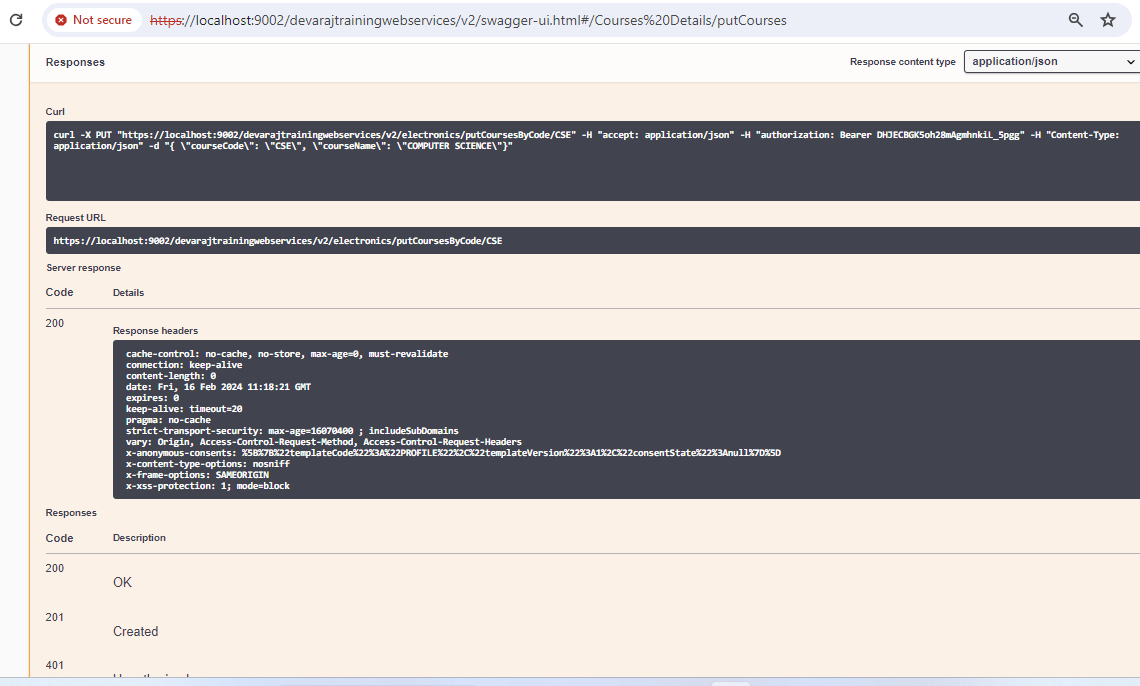 Not secure https://localhost:9002/devarajtrainingwebservices/v2/swagger-ui.html#/Courses%20Details/putCourses
Responses Response content type application/json
Curl
curl -X PUT "https://localhost:9002/devarajtrainingwebservices/v2/electronics/putCoursesByCode/CSE" -H "accept: application/json" -H "authorization: Bearer DHJECBGK5oh28mAgmhnkiL_5pgg" -H "Content-Type:
application/json" -d "{ \"courseCode\": \"CSE\", \"courseName\": \"COMPUTER SCIENCE\"}"
Request URL
https://localhost:9002/devarajtrainingwebservices/v2/electronics/putCoursesByCode/CSE
Server response
Code Details
200
Response headers
cache-control: no-cache, no-store, max-age=0, must-revalidate
connection: keep-alive
content-length: 0
date: Fri, 16 Feb 2024 11:18:21 GMT
expires: 0
keep-alive: timeout=20
pragma: no-cache
strict-transport-security: max-age=16070400 ; includeSubDomains
vary: Origin, Access-Control-Request-Method, Access-Control-Request-Headers
x-anonymous-consents: %5B%7B%22templateCode%22%3A%22PROFILE%22%2C%22templateVersion%22%3A1%2C%22consentState%22%3Anull%7D%5D
x-content-type-options: nosniff
x-frame-options: SAMEORIGIN
x-xss-protection: 1; mode=block
Responses
Code Description
200
OK
201
Created
401